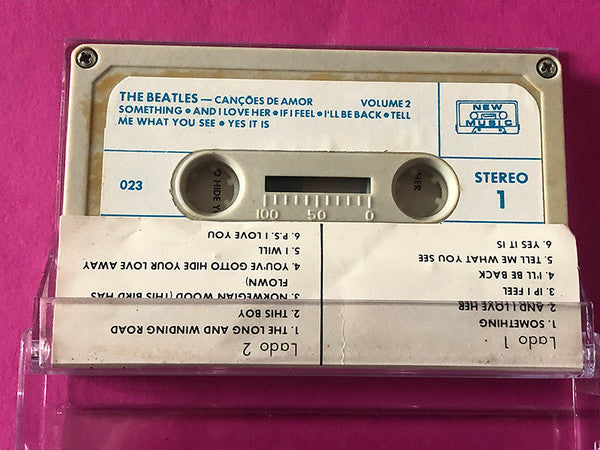 THE BEATLES — CANÇÕES DE AMOR VOLUME 2
SOMETHING • AND I LOVE HER • IF I FEEL • I'LL BE BACK • TELL
ME WHAT YOU SEE • YES IT IS
NEW
MUSIC
023
STEREO
1
100 50 0
Lado 1
1. SOMETHING
2. AND I LOVE HER
3. IF I FEEL
4. I'LL BE BACK
5. TELL ME WHAT YOU SEE
6. YES IT IS
Lado 2
1. THE LONG AND WINDING ROAD
2. THIS BOY
3. NORWEGIAN WOOD (THIS BIRD HAS
FLOWN)
4. YOU'VE GOTTO HIDE YOUR LOVE AWAY
5. I WILL
6. P.S. I LOVE YOU